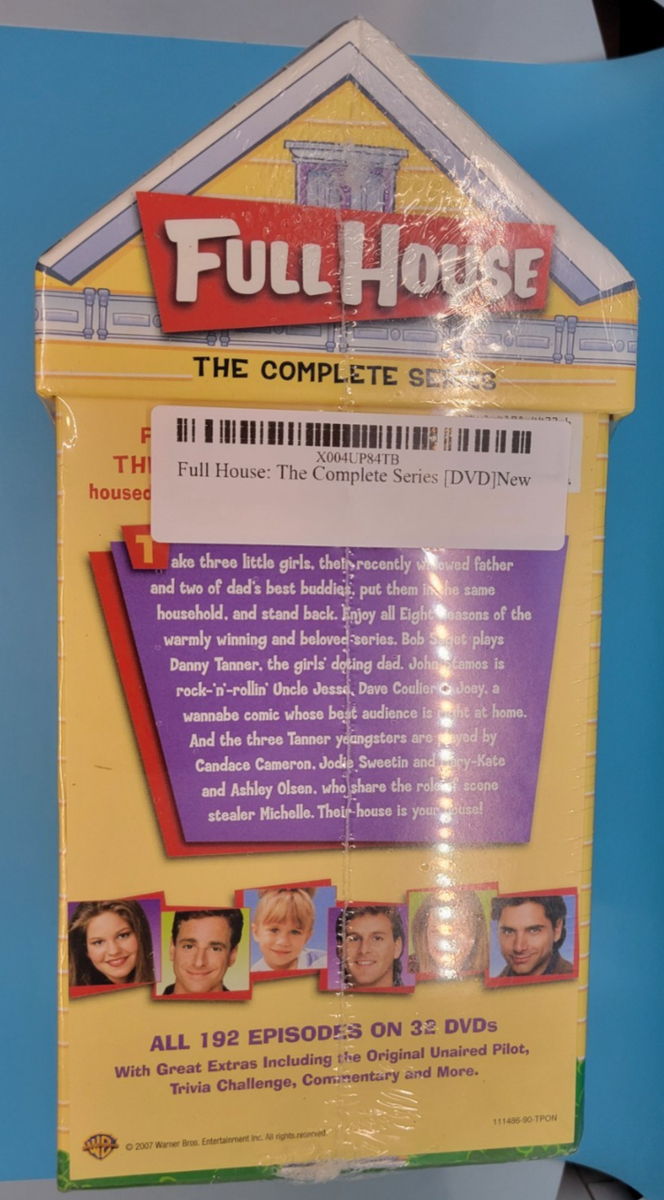 FULL HOUSE
THE COMPLETE SERIES
X004UP84TB
Full House: The Complete Series [DVD]New
F
TH
housed
Take three little girls, their recently widowed father
and two of dad's best buddies, put them in the same
household, and stand back. Enjoy all Eight Seasons of the
warmly winning and beloved series. Bob Saget plays
Danny Tanner, the girls' doting dad. John Stamos is
rock-'n'-rollin' Uncle Jesse. Dave Coulier is Joey, a
wannabe comic whose best audience is right at home.
And the three Tanner youngsters are played by
Candace Cameron, Jodie Sweetin and Mary-Kate
and Ashley Olsen, who share the role of scene
stealer Michelle. Their house is your house!
ALL 192 EPISODES ON 32 DVDs
With Great Extras Including the Original Unaired Pilot,
Trivia Challenge, Commentary and More.
111486-90-TPON
WB
© 2007 Warner Bros. Entertainment Inc. All rights reserved.